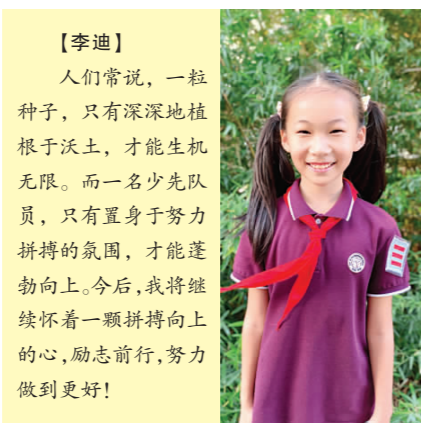 【李迪】
人们常说，一粒
种子，只有深深地植
根于沃土，才能生机
无限。而一名少先队
员，只有置身于努力
拼搏的氛围，才能蓬
勃向上。今后，我将继
续怀着一颗拼搏向上
的心，励志前行，努力
做到更好！